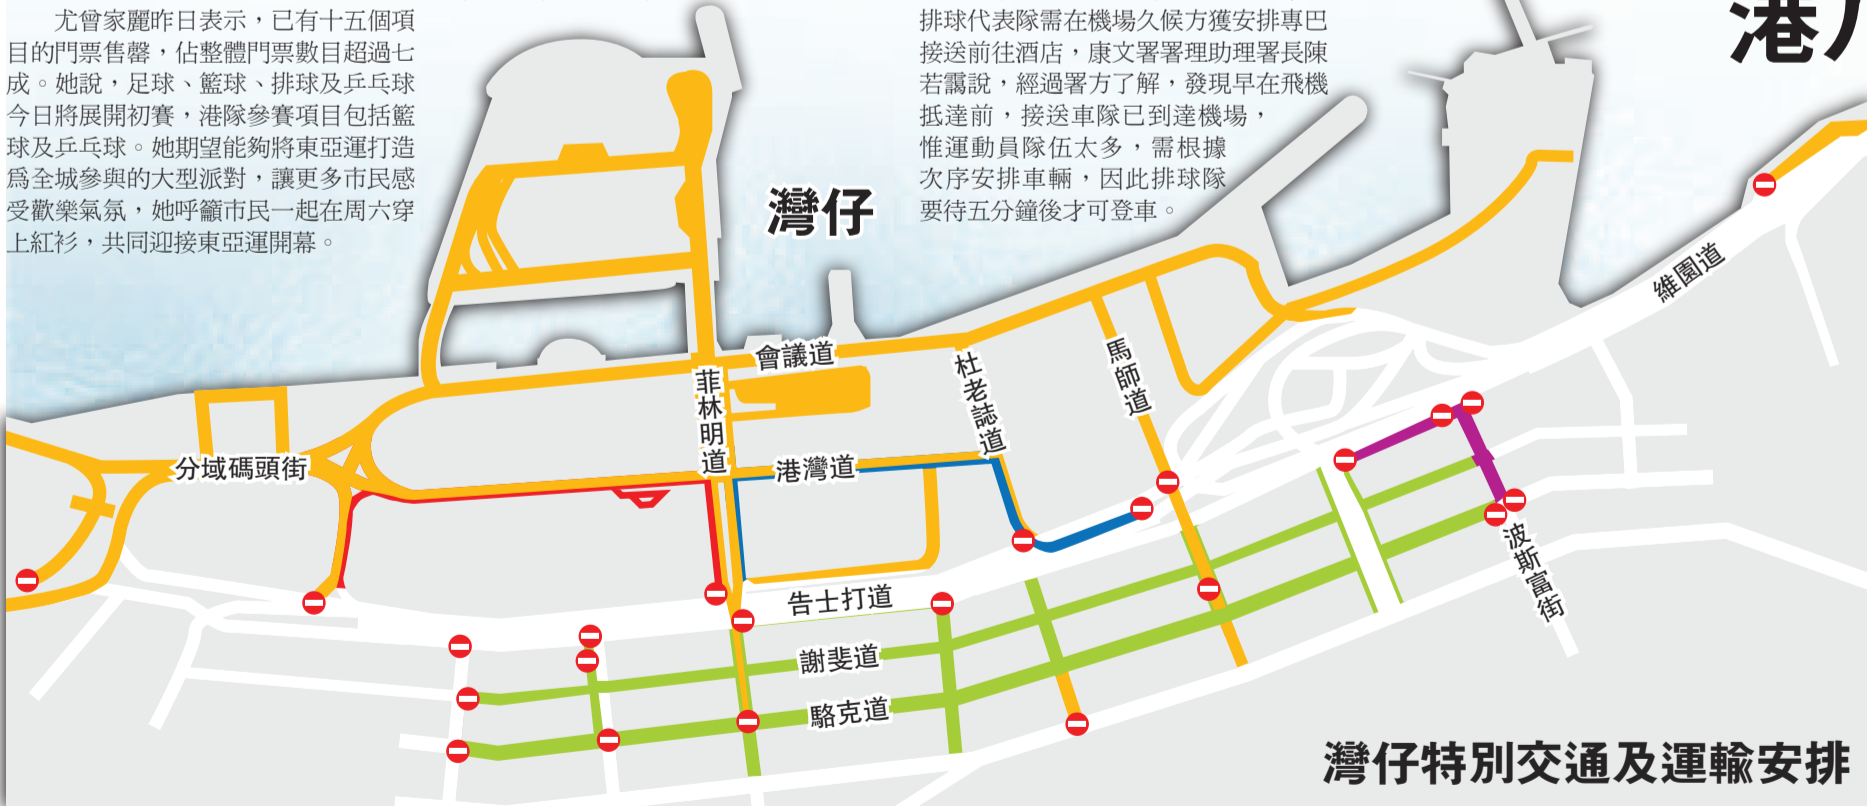 尤曾家麗昨日表示，已有十五個項
目的門票售罄，佔整體門票數目超過七
成。她說，足球、籃球、排球及乒乓球
今日將展開初賽，港隊參賽項目包括籃
球及乒乓球。她期望能夠將東亞運打造
為全城參與的大型派對，讓更多市民感
受歡樂氣氛，她呼籲市民一起在周六穿
上紅衫，共同迎接東亞運開幕。
排球代表隊需在機場久候方獲安排專巴
接送前往酒店，康文署署理助理署長陳
若靄說，經過署方了解，發現早在飛機
抵達前，接送車隊已到達機場，
惟運動員隊伍太多，需根據
次序安排車輛，因此排球隊
要待五分鐘後才可登車。
港
灣仔
維園道
會議道
菲林明道
杜老誌道
馬師道
分域碼頭街
港灣道
告士打道
謝斐道
駱克道
波斯富街
灣仔特別交通及運輸安排